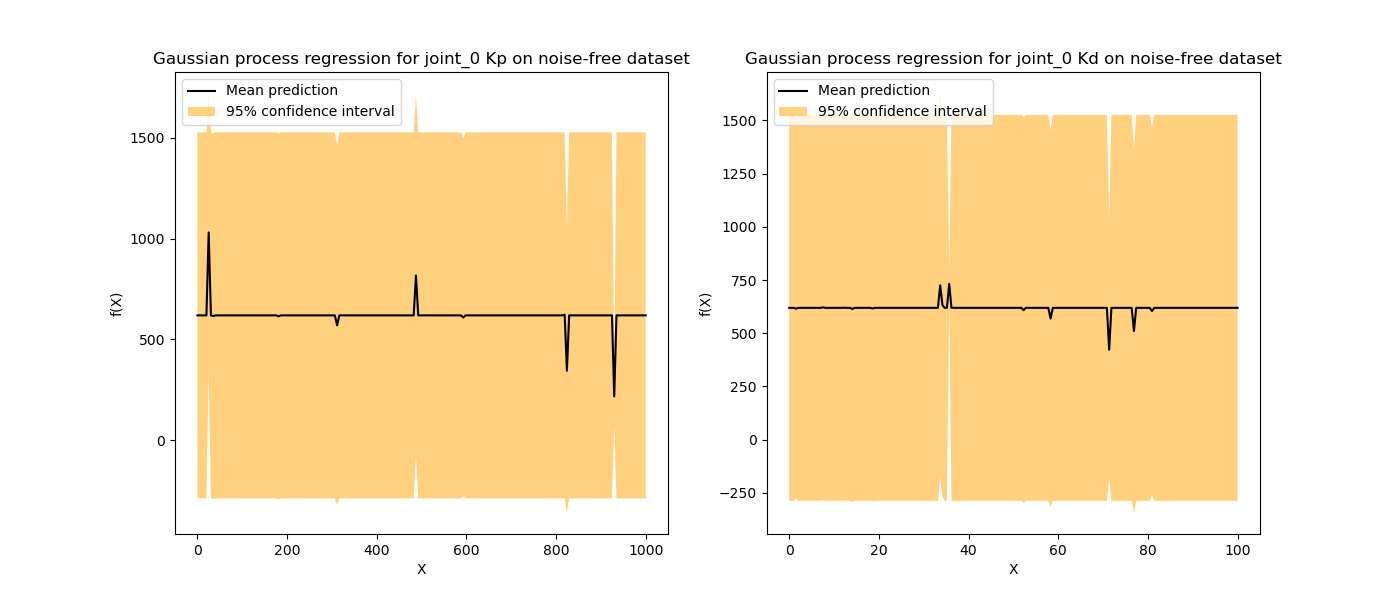 Gaussian process regression for joint_0 Kp on noise-free dataset
Mean prediction
95% confidence interval
f(X)
1500
1000
500
0
0 200 400 600 800 1000
X
Gaussian process regression for joint_0 Kd on noise-free dataset
Mean prediction
95% confidence interval
f(X)
1500
1250
1000
750
500
250
0
−250
0 20 40 60 80 100
X